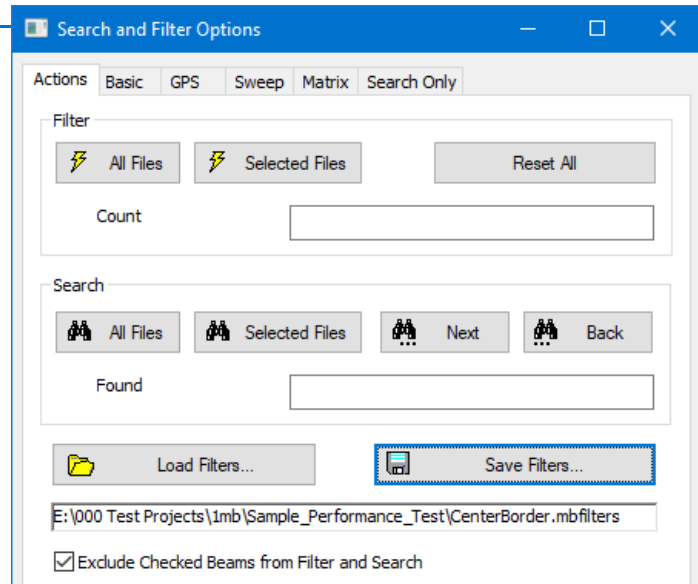 Search and Filter Options
Actions Basic GPS Sweep Matrix Search Only
Filter
All Files Selected Files Reset All
Count
Search
All Files Selected Files Next Back
Found
Load Filters... Save Filters...
E:\000 Test Projects\1mb\Sample_Performance_Test\CenterBorder.mbfilters
Exclude Checked Beams from Filter and Search